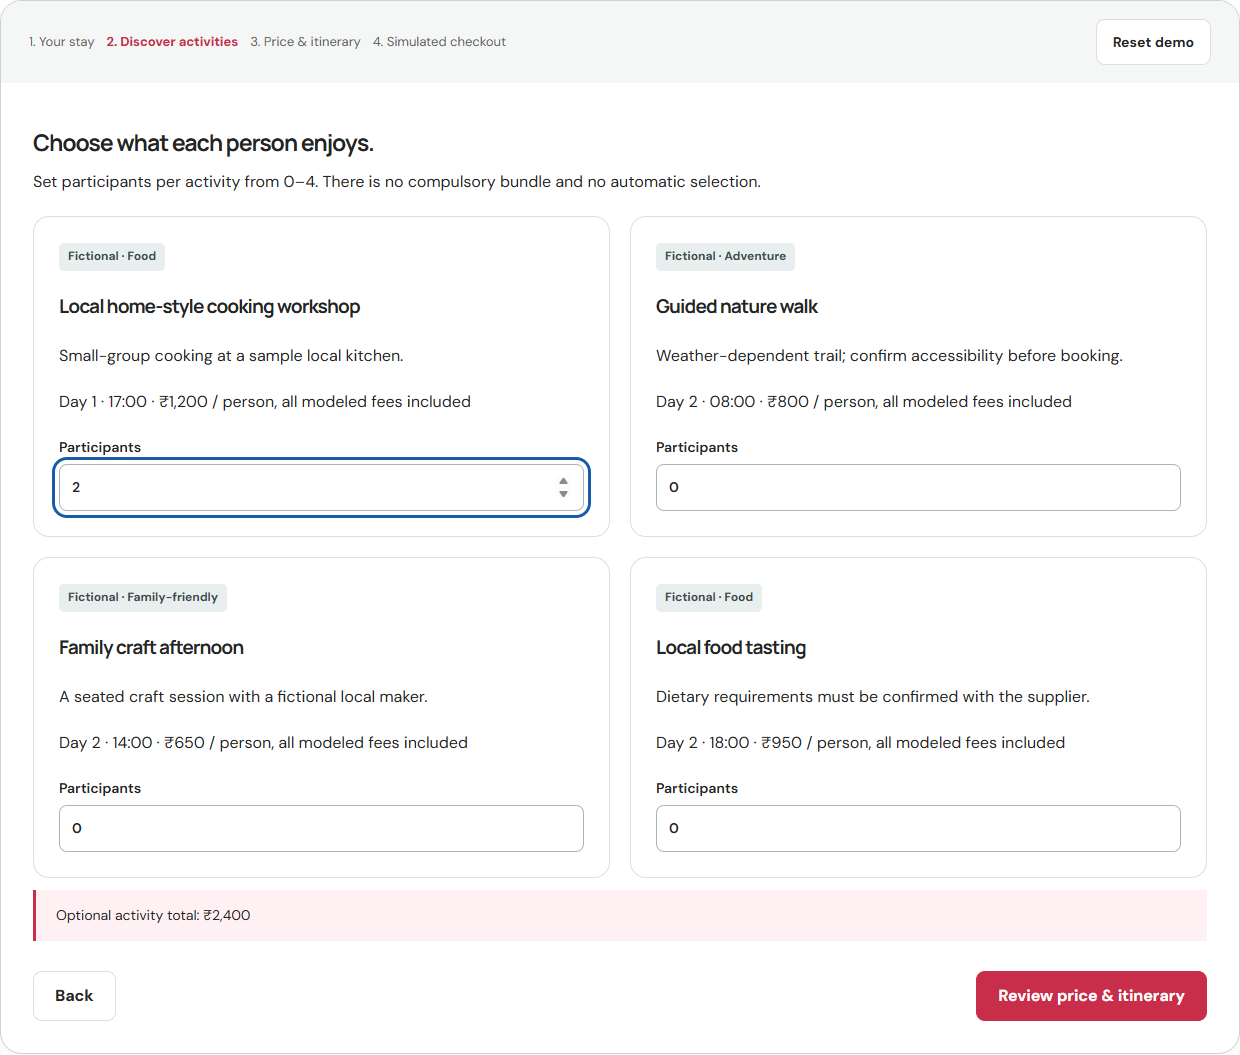 1. Your stay 2. Discover activities 3. Price & itinerary 4. Simulated checkout
Reset demo
Choose what each person enjoys.
Set participants per activity from 0–4. There is no compulsory bundle and no automatic selection.
Fictional · Food
Local home-style cooking workshop
Small-group cooking at a sample local kitchen.
Day 1 · 17:00 · ₹1,200 / person, all modeled fees included
Participants
2
Fictional · Adventure
Guided nature walk
Weather-dependent trail; confirm accessibility before booking.
Day 2 · 08:00 · ₹800 / person, all modeled fees included
Participants
0
Fictional · Family-friendly
Family craft afternoon
A seated craft session with a fictional local maker.
Day 2 · 14:00 · ₹650 / person, all modeled fees included
Participants
0
Fictional · Food
Local food tasting
Dietary requirements must be confirmed with the supplier.
Day 2 · 18:00 · ₹950 / person, all modeled fees included
Participants
0
Optional activity total: ₹2,400
Back
Review price & itinerary